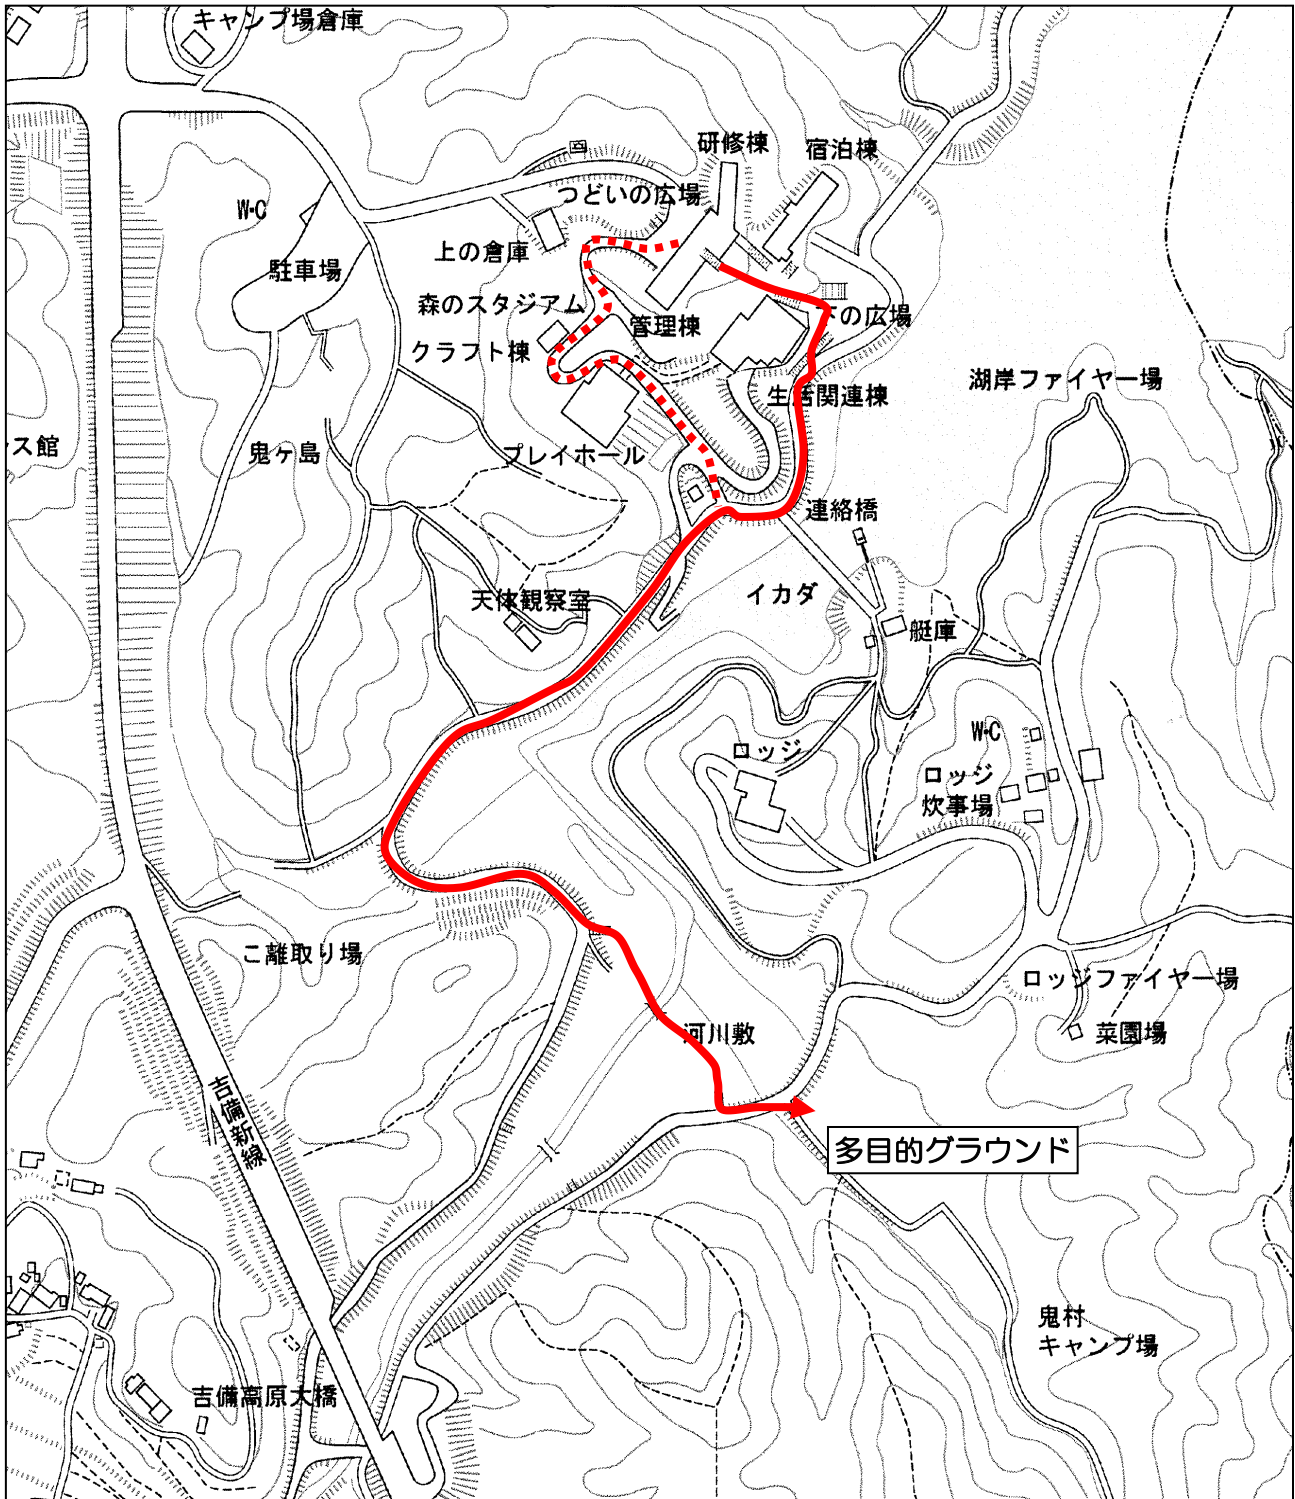 キャンプ場倉庫
研修棟
宿泊棟
つどいの広場
W・C
上の倉庫
駐車場
森のスタジアム
管理棟
下の広場
クラフト棟
湖岸ファイヤー場
生活関連棟
ス館
鬼ヶ島
プレイホール
連絡橋
イカダ
天体観察室
艇庫
W・C
ロッジ
ロッジ
炊事場
こ離取り場
ロッジファイヤー場
河川敷
菜園場
吉備新線
多目的グラウンド
鬼村
キャンプ場
吉備高原大橋